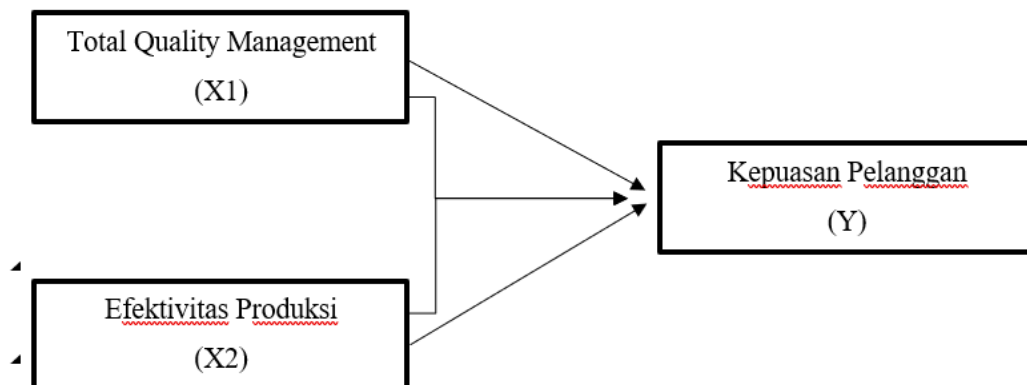 Total Quality Management
(X1)
Kepuasan Pelanggan
(Y)
Efektivitas Produksi
(X2)